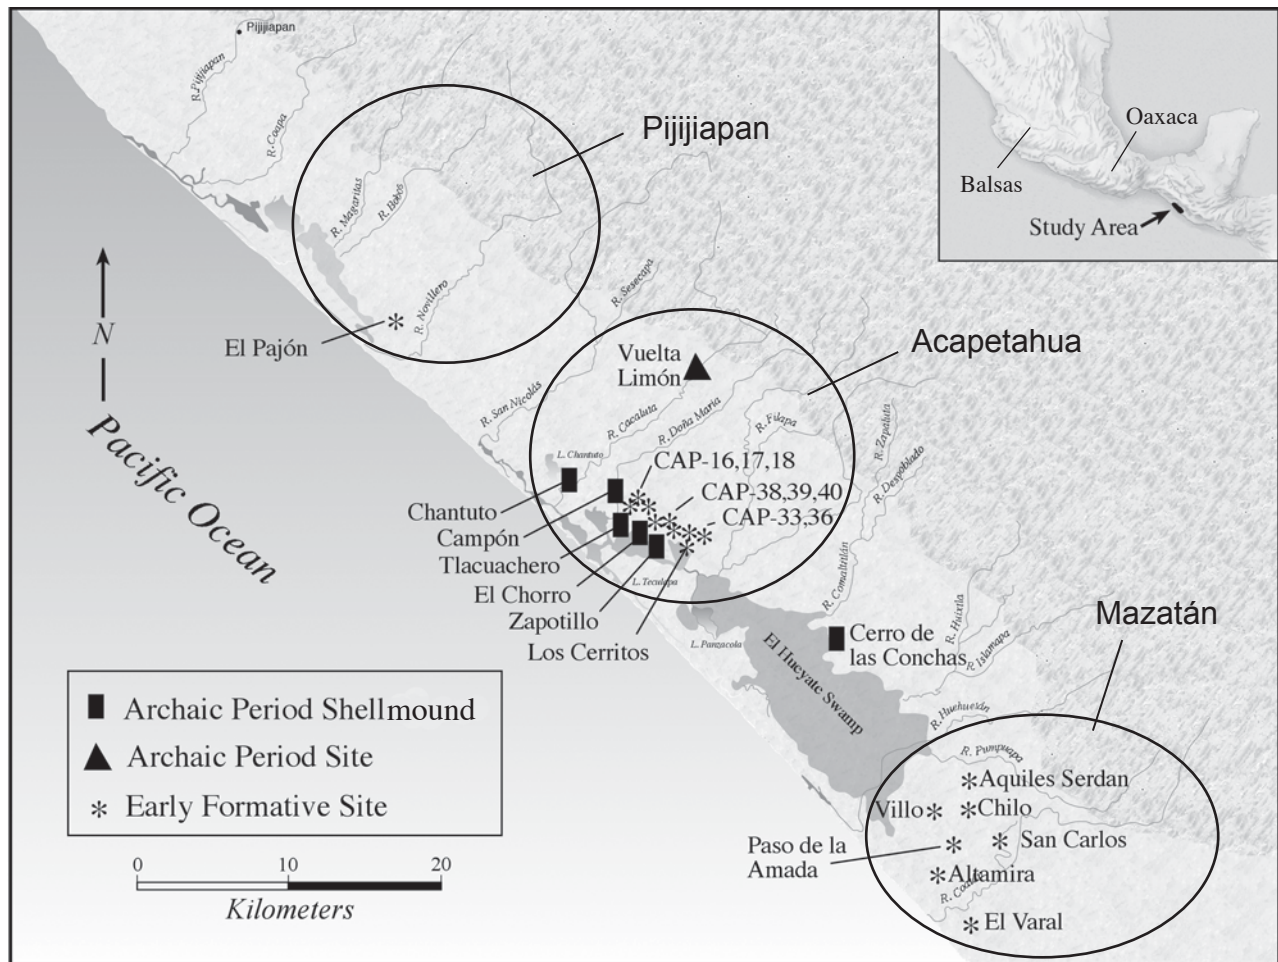 Pijijiapan
R. Pijijiapan
R. Coapa
Pijijiapan
Oaxaca
Balsas
Study Area
R. Magaritas
R. Bobos
R. Novillero
El Pajón
N
Pacific Ocean
R. Sesecapa
Acapetahua
Vuelta
Limón
R. San Nicolás
R. Cacaluta
R. Doña Maria
R. Filapa
R. Zapaluta
R. Despoblado
L. Chantuto
CAP-16,17,18
CAP-38,39,40
CAP-33,36
Chantuto
Campón
Tlacuachero
El Chorro
Zapotillo
Los Cerritos
L. Teculapa
L. Panzacola
R. Comaltitlán
R. Huixtla
R. Islamapa
Mazatán
Cerro de
las Conchas
El Hueyate Swamp
R. Huehuetán
R. Pumpuapa
Aquiles Serdan
Villo
Chilo
Paso de la
Amada
San Carlos
Altamira
El Varal
Archaic Period Shellmound
Archaic Period Site
Early Formative Site
0 10 20
Kilometers